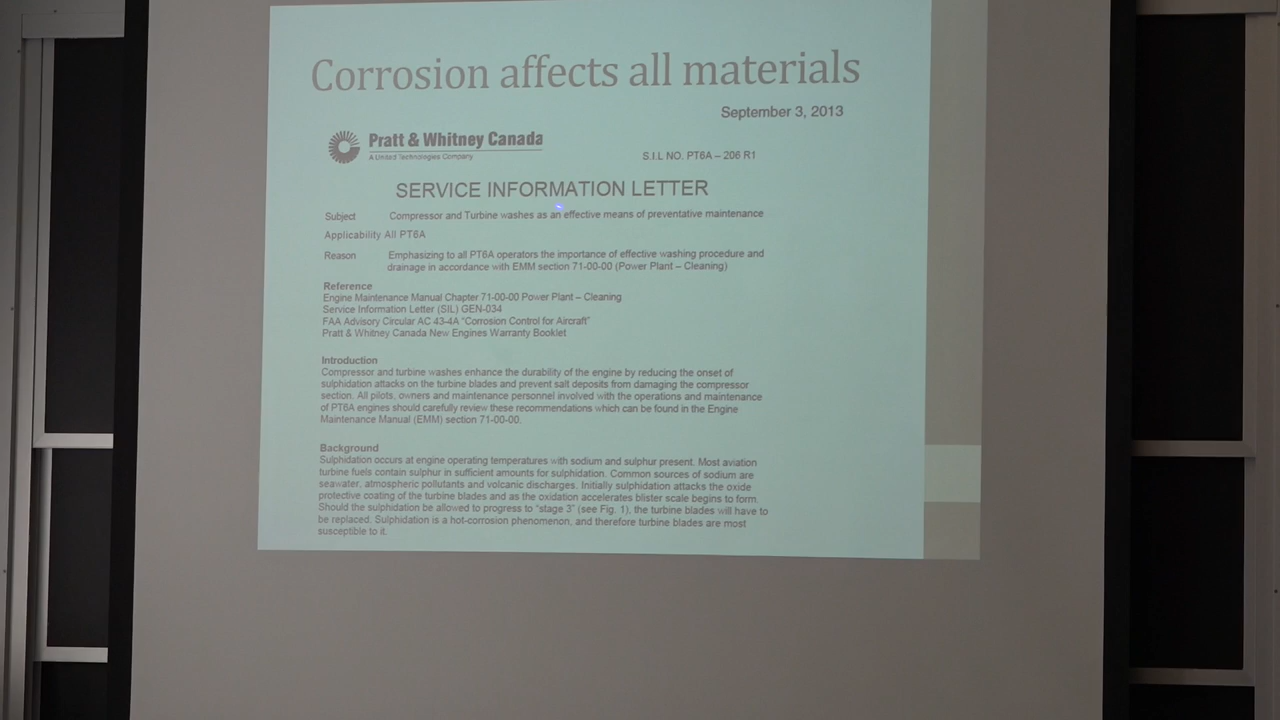 Corrosion affects all materials
September 3, 2013
Pratt & Whitney Canada
A United Technologies Company
S.I.L NO. PT6A – 206 R1
SERVICE INFORMATION LETTER
Subject Compressor and Turbine washes as an effective means of preventative maintenance
Applicability All PT6A
Reason Emphasizing to all PT6A operators the importance of effective washing procedure and
drainage in accordance with EMM section 71-00-00 (Power Plant – Cleaning)
Reference
Engine Maintenance Manual Chapter 71-00-00 Power Plant – Cleaning
Service Information Letter (SIL) GEN-034
FAA Advisory Circular AC 43-4A "Corrosion Control for Aircraft"
Pratt & Whitney Canada New Engines Warranty Booklet
Introduction
Compressor and turbine washes enhance the durability of the engine by reducing the onset of
sulphidation attacks on the turbine blades and prevent salt deposits from damaging the compressor
section. All pilots, owners and maintenance personnel involved with the operations and maintenance
of PT6A engines should carefully review these recommendations which can be found in the Engine
Maintenance Manual (EMM) section 71-00-00.
Background
Sulphidation occurs at engine operating temperatures with sodium and sulphur present. Most aviation
turbine fuels contain sulphur in sufficient amounts for sulphidation. Common sources of sodium are
seawater, atmospheric pollutants and volcanic discharges. Initially sulphidation attacks the oxide
protective coating of the turbine blades and as the oxidation accelerates blister scale begins to form.
Should the sulphidation be allowed to progress to "stage 3" (see Fig. 1), the turbine blades will have to
be replaced. Sulphidation is a hot-corrosion phenomenon, and therefore turbine blades are most
susceptible to it.